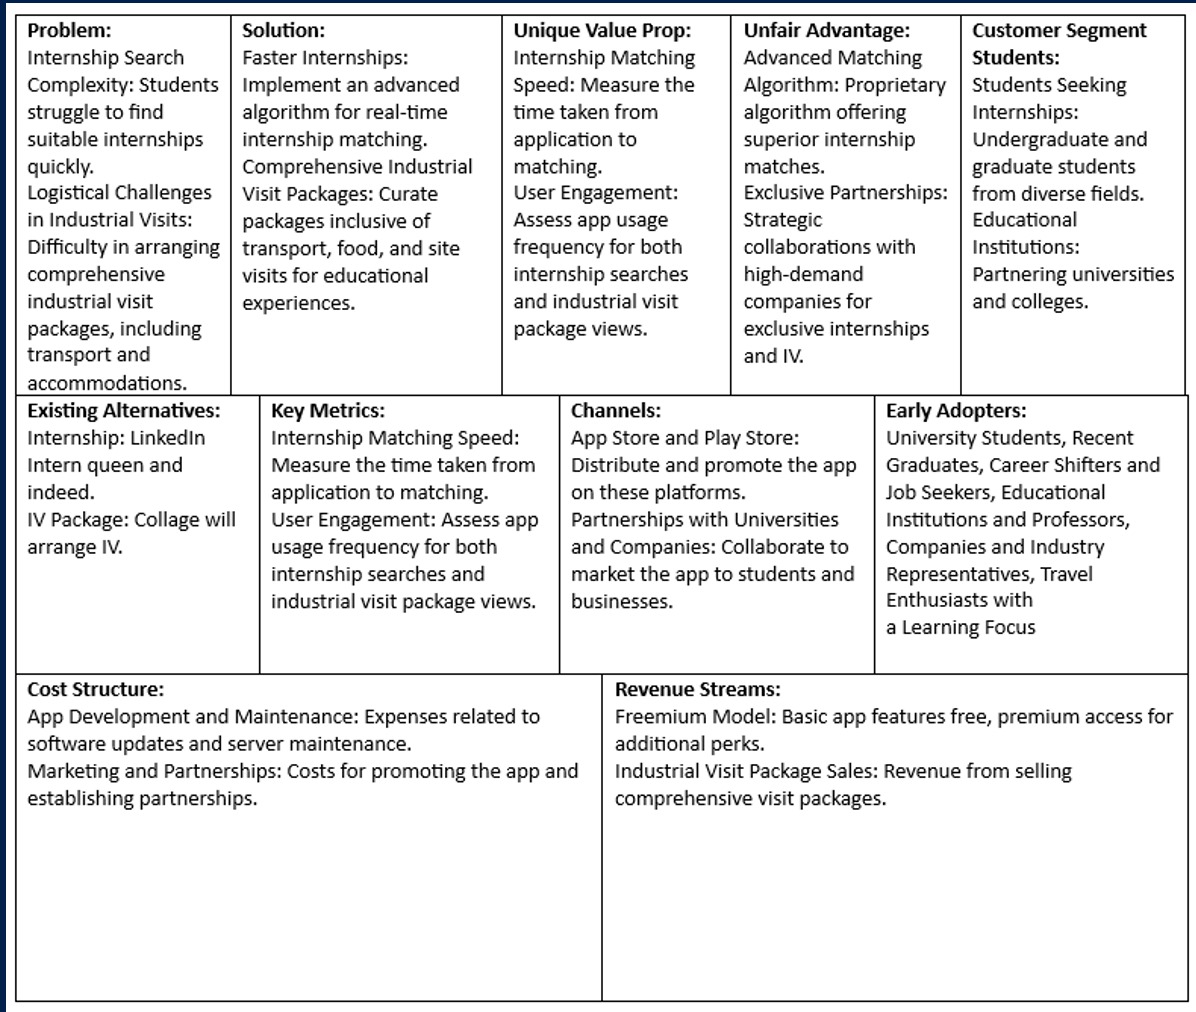 Problem:
Internship Search
Complexity: Students
struggle to find
suitable internships
quickly.
Logistical Challenges
in Industrial Visits:
Difficulty in arranging
comprehensive
industrial visit
packages, including
transport and
accommodations.
Solution:
Faster Internships:
Implement an advanced
algorithm for real-time
internship matching.
Comprehensive Industrial
Visit Packages: Curate
packages inclusive of
transport, food, and site
visits for educational
experiences.
Unique Value Prop:
Internship Matching
Speed: Measure the
time taken from
application to
matching.
User Engagement:
Assess app usage
frequency for both
internship searches
and industrial visit
package views.
Unfair Advantage:
Advanced Matching
Algorithm: Proprietary
algorithm offering
superior internship
matches.
Exclusive Partnerships:
Strategic
collaborations with
high-demand
companies for
exclusive internships
and IV.
Customer Segment
Students:
Students Seeking
Internships:
Undergraduate and
graduate students
from diverse fields.
Educational
Institutions:
Partnering universities
and colleges.
Existing Alternatives:
Internship: LinkedIn
Intern queen and
indeed.
IV Package: Collage will
arrange IV.
Key Metrics:
Internship Matching Speed:
Measure the time taken from
application to matching.
User Engagement: Assess app
usage frequency for both
internship searches and
industrial visit package views.
Channels:
App Store and Play Store:
Distribute and promote the app
on these platforms.
Partnerships with Universities
and Companies: Collaborate to
market the app to students and
businesses.
Early Adopters:
University Students, Recent
Graduates, Career Shifters and
Job Seekers, Educational
Institutions and Professors,
Companies and Industry
Representatives, Travel
Enthusiasts with
a Learning Focus
Cost Structure:
App Development and Maintenance: Expenses related to
software updates and server maintenance.
Marketing and Partnerships: Costs for promoting the app and
establishing partnerships.
Revenue Streams:
Freemium Model: Basic app features free, premium access for
additional perks.
Industrial Visit Package Sales: Revenue from selling
comprehensive visit packages.